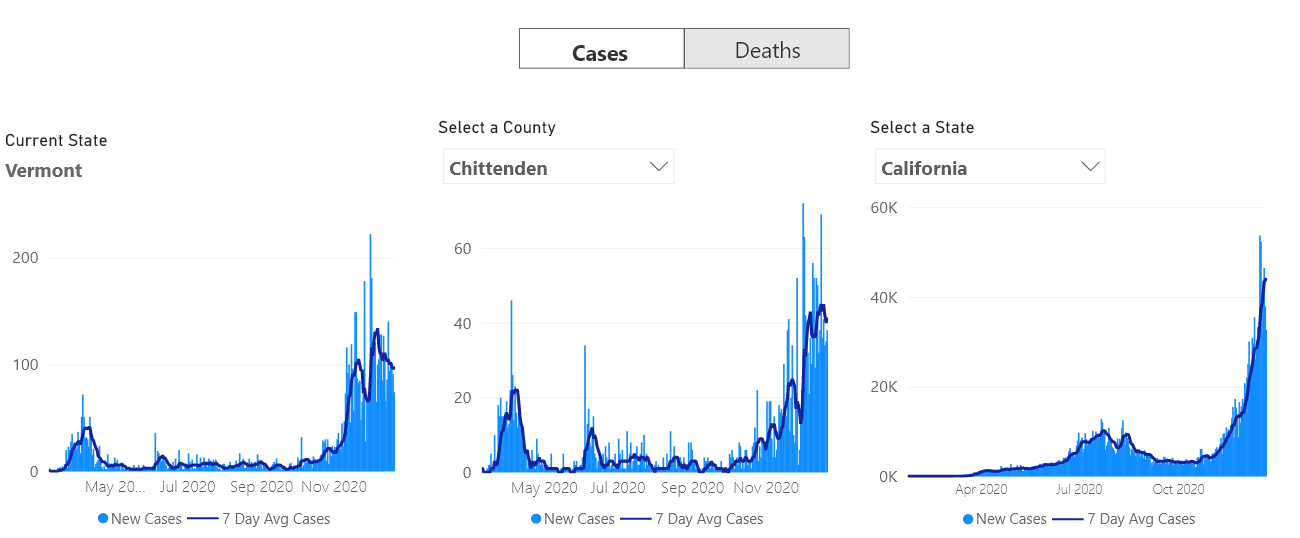 Cases
Deaths
Current State
Vermont
200
100
0
May 20...
Jul 2020
Sep 2020
Nov 2020
New Cases
7 Day Avg Cases
Select a County
Chittenden
60
40
20
0
May 2020
Jul 2020
Sep 2020
Nov 2020
New Cases
7 Day Avg Cases
Select a State
California
60K
40K
20K
0K
Apr 2020
Jul 2020
Oct 2020
New Cases
7 Day Avg Cases